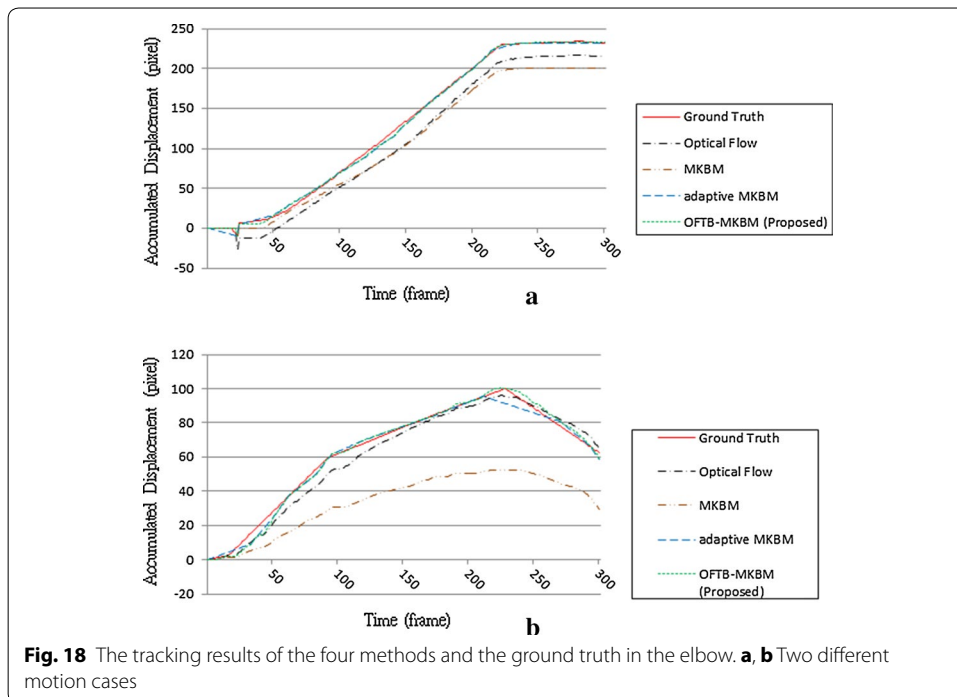 250
200
150
100
50
0
-50
Accumulated Displacement (pixel)
50
100
150
200
250
300
Time (frame)
a
Ground Truth
Optical Flow
MKBM
adaptive MKBM
OFTB-MKBM (Proposed)
120
100
80
60
40
20
0
-20
Accumulated Displacement (pixel)
50
100
150
200
250
300
Time (frame)
b
Ground Truth
Optical Flow
MKBM
adaptive MKBM
OFTB-MKBM
(Proposed)
Fig. 18 The tracking results of the four methods and the ground truth in the elbow. a, b Two different
motion cases